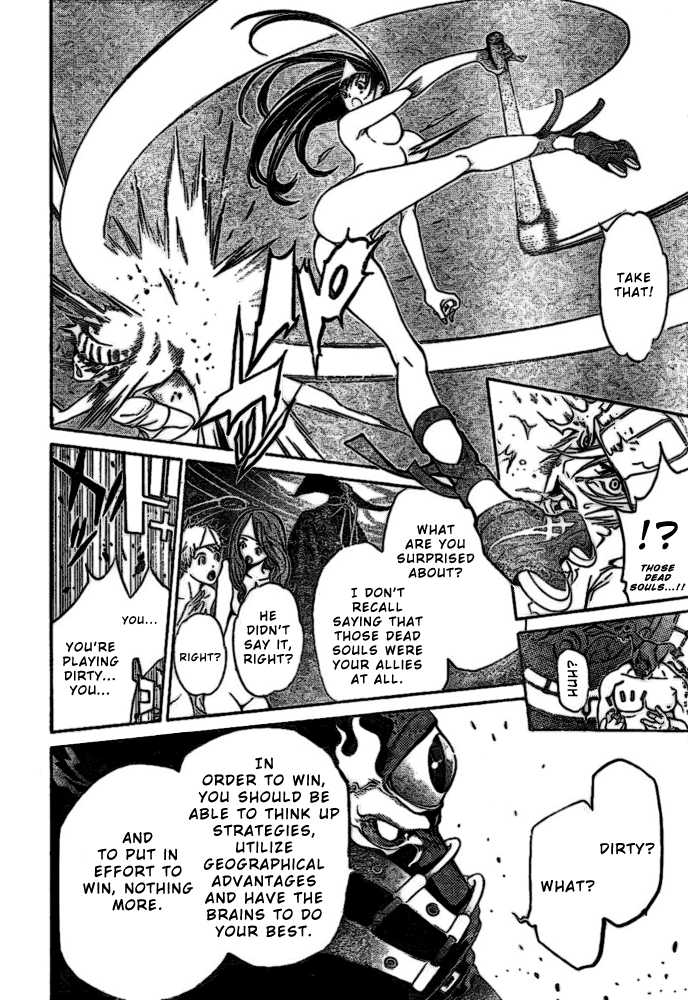 TAKE
THAT!
!?
THOSE
DEAD
SOULS...!!
HUH?
WHAT
ARE YOU
SURPRISED
ABOUT?
I DON'T
RECALL
SAYING THAT
THOSE DEAD
SOULS WERE
YOUR ALLIES
AT ALL.
HE
DIDN'T
SAY IT,
RIGHT?
RIGHT?
YOU...
YOU'RE
PLAYING
DIRTY...
YOU...
DIRTY?
WHAT?
IN
ORDER TO WIN,
YOU SHOULD BE
ABLE TO THINK UP
STRATEGIES,
UTILIZE
GEOGRAPHICAL
ADVANTAGES
AND HAVE THE
BRAINS TO DO
YOUR BEST.
AND
TO PUT IN
EFFORT TO
WIN, NOTHING
MORE.